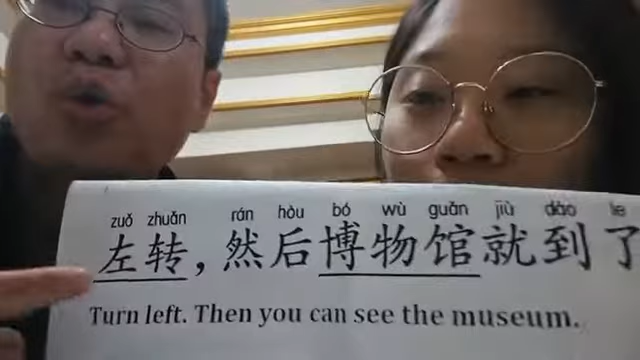 zuǒ zhuǎn rán hòu bó wù guǎn jiù dào le
左转，然后博物馆就到了
Turn left. Then you can see the museum.